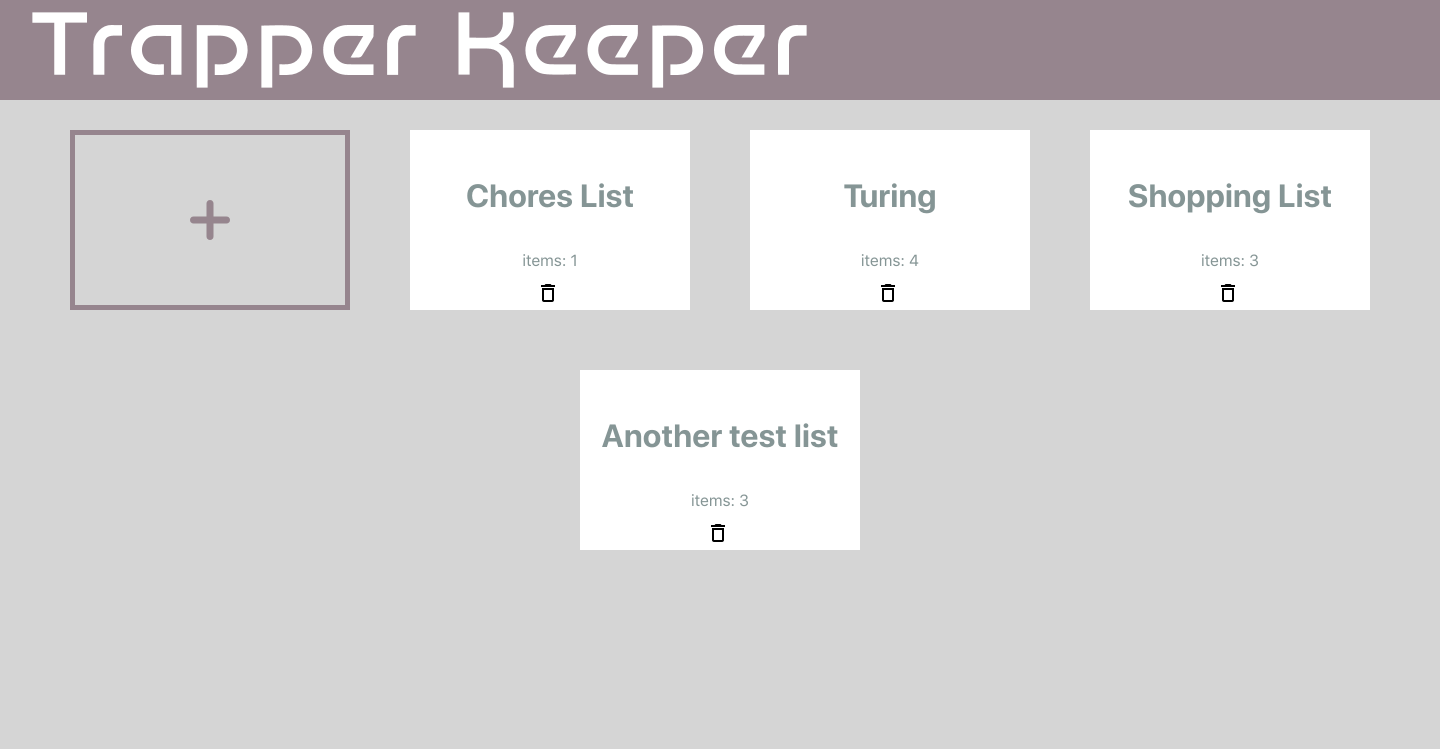 Trapper Keeper
Chores List
items: 1
Turing
items: 4
Shopping List
items: 3
Another test list
items: 3